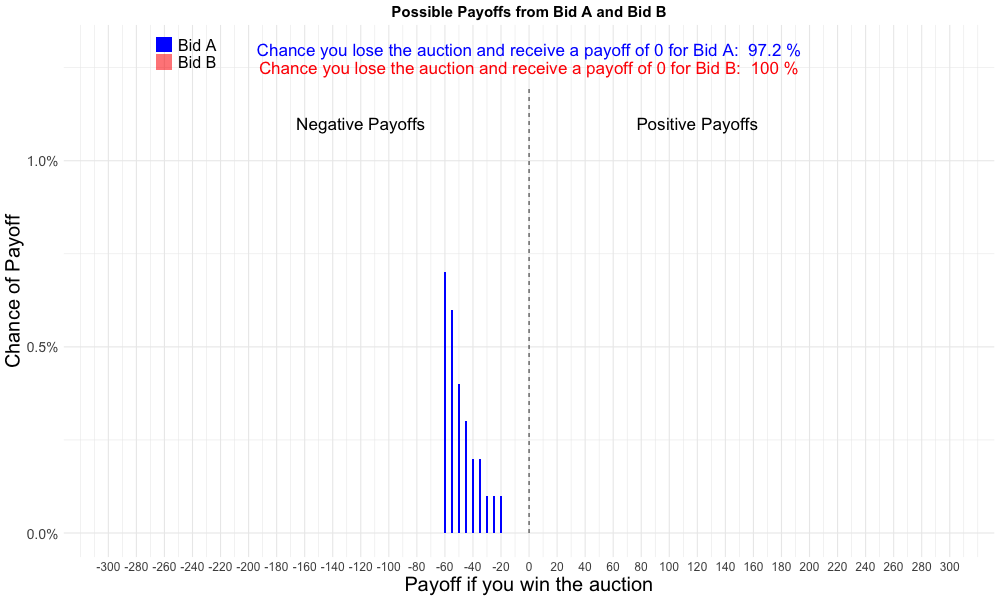 Possible Payoffs from Bid A and Bid B
Bid A
Bid B
Chance you lose the auction and receive a payoff of 0 for Bid A:  97.2 %
Chance you lose the auction and receive a payoff of 0 for Bid B:  100 %
Negative Payoffs
Positive Payoffs
Chance of Payoff
1.0%
0.5%
0.0%
-300 -280 -260 -240 -220 -200 -180 -160 -140 -120 -100 -80 -60 -40 -20 0 20 40 60 80 100 120 140 160 180 200 220 240 260 280 300
Payoff if you win the auction